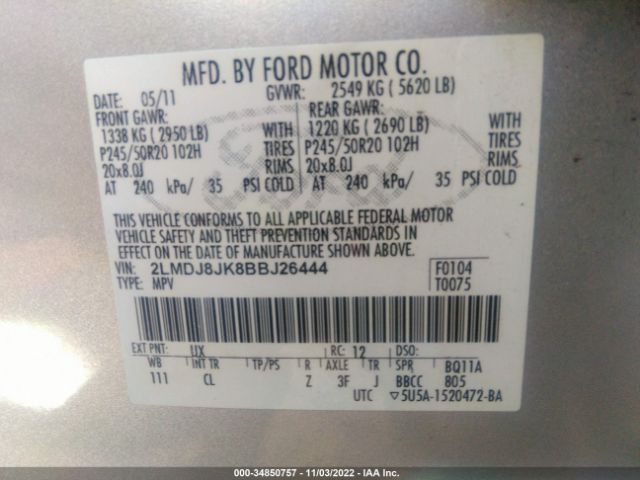 MFD. BY FORD MOTOR CO.
DATE: 05/11 GVWR: 2549 KG ( 5620 LB)
FRONT GAWR: REAR GAWR:
1338 KG ( 2950 LB) WITH 1220 KG ( 2690 LB) WITH
P245/50R20 102H TIRES P245/50R20 102H TIRES
20x8.0J RIMS 20x8.0J RIMS
AT 240 kPa/ 35 PSI COLD AT 240 kPa/ 35 PSI COLD
THIS VEHICLE CONFORMS TO ALL APPLICABLE FEDERAL MOTOR
VEHICLE SAFETY AND THEFT PREVENTION STANDARDS IN
EFFECT ON THE DATE OF MANUFACTURE SHOWN ABOVE.
VIN: 2LMDJ8JK8BBJ26444 F0104
TYPE: MPV T0075
EXT PNT: UX RC: 12 DSO:
WB INT TR TP/PS R AXLE TR SPR BQ11A
111 CL Z 3F J BBCC 805
UTC ▽5U5A-1520472-BA
000 - 34850757 - 11/03/2022 - IAA Inc.